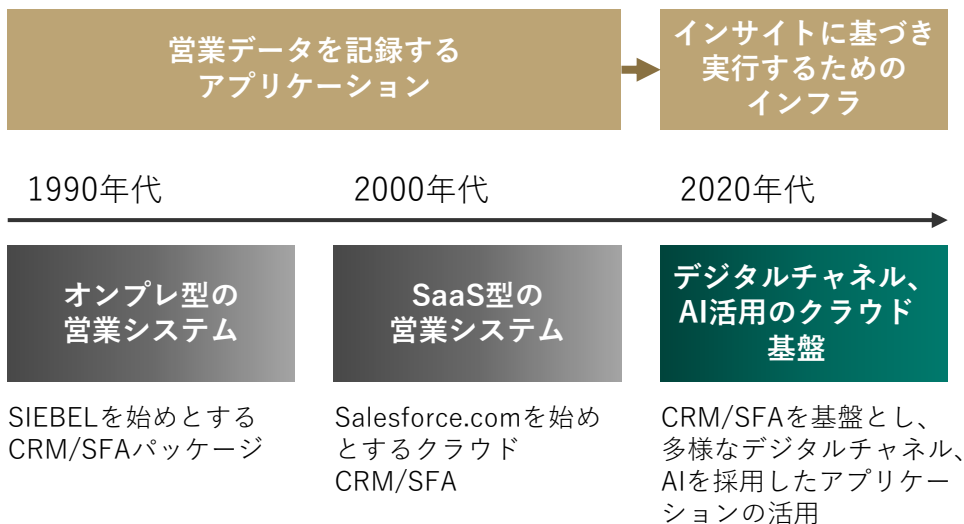 営業データを記録する
アプリケーション
インサイトに基づき
実行するための
インフラ
1990年代
2000年代
2020年代
オンプレ型の
営業システム
SaaS型の
営業システム
デジタルチャネル、
AI活用のクラウド
基盤
SIEBELを始めとする
CRM/SFAパッケージ
Salesforce.comを始め
とするクラウド
CRM/SFA
CRM/SFAを基盤とし、
多様なデジタルチャネル、
AIを採用したアプリケー
ションの活用